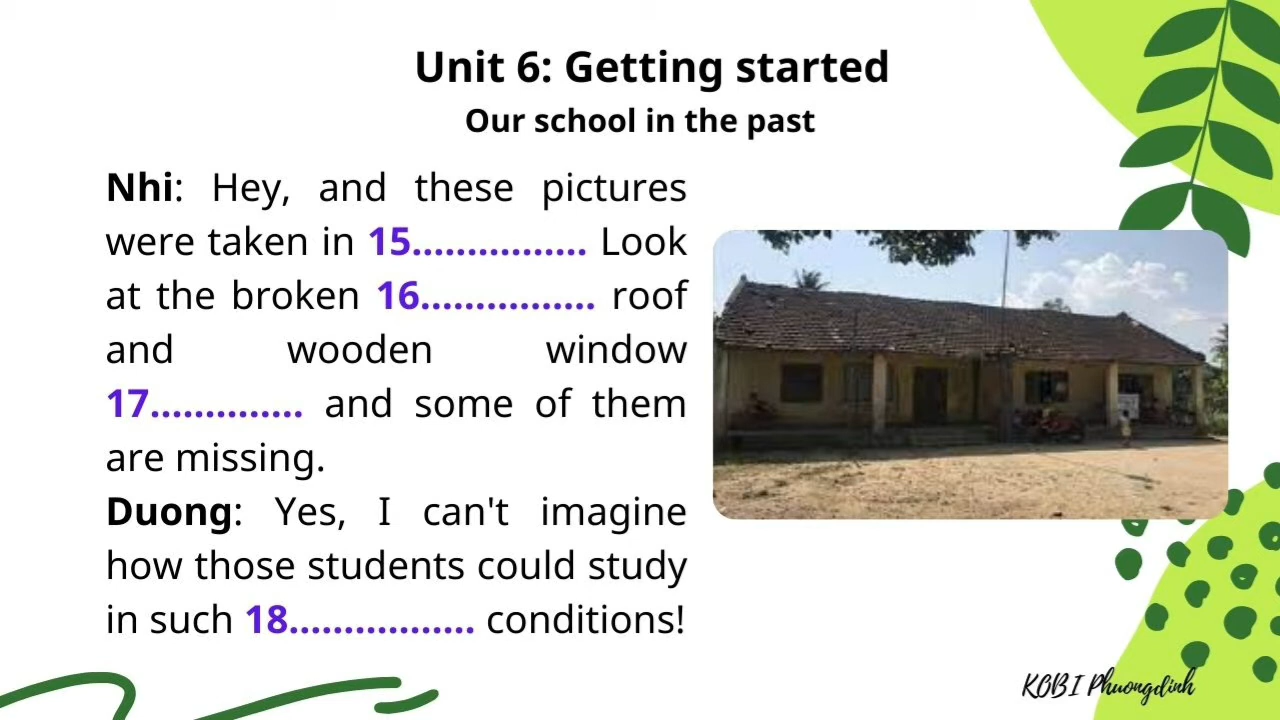 Unit 6: Getting started
Our school in the past
Nhi: Hey, and these pictures
were taken in 15................ Look
at the broken 16................ roof
and wooden window
17.............. and some of them
are missing.
Duong: Yes, I can't imagine
how those students could study
in such 18................. conditions!
KOBI Phuongdinh